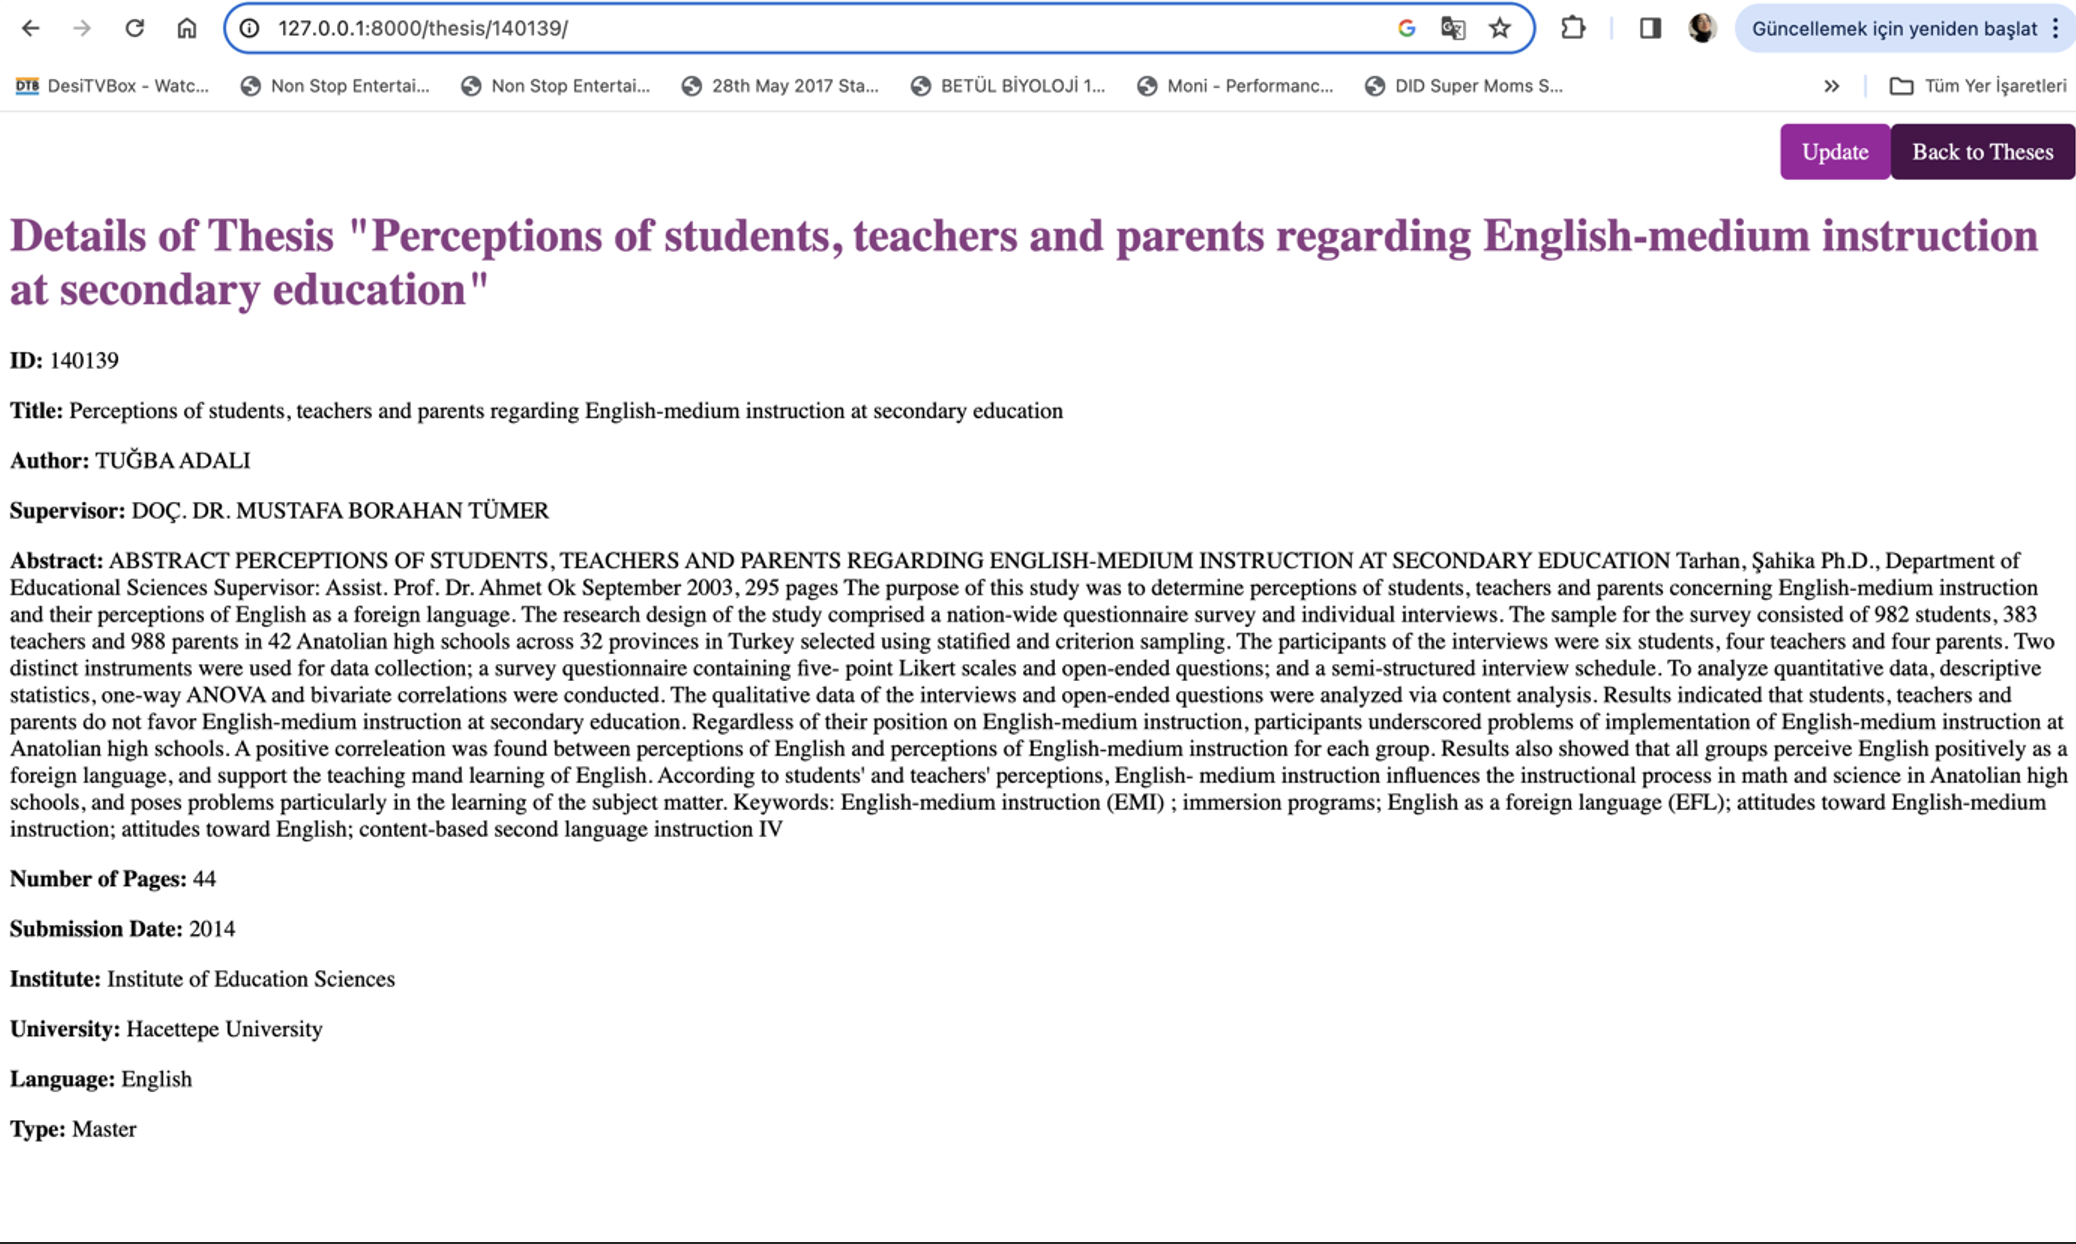 127.0.0.1:8000/thesis/140139/
Güncellemek için yeniden başlat
DTB DesiTVBox - Watc...
Non Stop Entertai...
Non Stop Entertai...
28th May 2017 Sta...
BETÜL BİYOLOJİ 1...
Moni - Performanc...
DID Super Moms S...
»
Tüm Yer İşaretleri
Update
Back to Theses
Details of Thesis "Perceptions of students, teachers and parents regarding English-medium instruction
at secondary education"
ID: 140139
Title: Perceptions of students, teachers and parents regarding English-medium instruction at secondary education
Author: TUĞBA ADALI
Supervisor: DOÇ. DR. MUSTAFA BORAHAN TÜMER
Abstract: ABSTRACT PERCEPTIONS OF STUDENTS, TEACHERS AND PARENTS REGARDING ENGLISH-MEDIUM INSTRUCTION AT SECONDARY EDUCATION Tarhan, Şahika Ph.D., Department of
Educational Sciences Supervisor: Assist. Prof. Dr. Ahmet Ok September 2003, 295 pages The purpose of this study was to determine perceptions of students, teachers and parents concerning English-medium instruction
and their perceptions of English as a foreign language. The research design of the study comprised a nation-wide questionnaire survey and individual interviews. The sample for the survey consisted of 982 students, 383
teachers and 988 parents in 42 Anatolian high schools across 32 provinces in Turkey selected using statified and criterion sampling. The participants of the interviews were six students, four teachers and four parents. Two
distinct instruments were used for data collection; a survey questionnaire containing five- point Likert scales and open-ended questions; and a semi-structured interview schedule. To analyze quantitative data, descriptive
statistics, one-way ANOVA and bivariate correlations were conducted. The qualitative data of the interviews and open-ended questions were analyzed via content analysis. Results indicated that students, teachers and
parents do not favor English-medium instruction at secondary education. Regardless of their position on English-medium instruction, participants underscored problems of implementation of English-medium instruction at
Anatolian high schools. A positive correleation was found between perceptions of English and perceptions of English-medium instruction for each group. Results also showed that all groups perceive English positively as a
foreign language, and support the teaching mand learning of English. According to students' and teachers' perceptions, English- medium instruction influences the instructional process in math and science in Anatolian high
schools, and poses problems particularly in the learning of the subject matter. Keywords: English-medium instruction (EMI) ; immersion programs; English as a foreign language (EFL); attitudes toward English-medium
instruction; attitudes toward English; content-based second language instruction IV
Number of Pages: 44
Submission Date: 2014
Institute: Institute of Education Sciences
University: Hacettepe University
Language: English
Type: Master